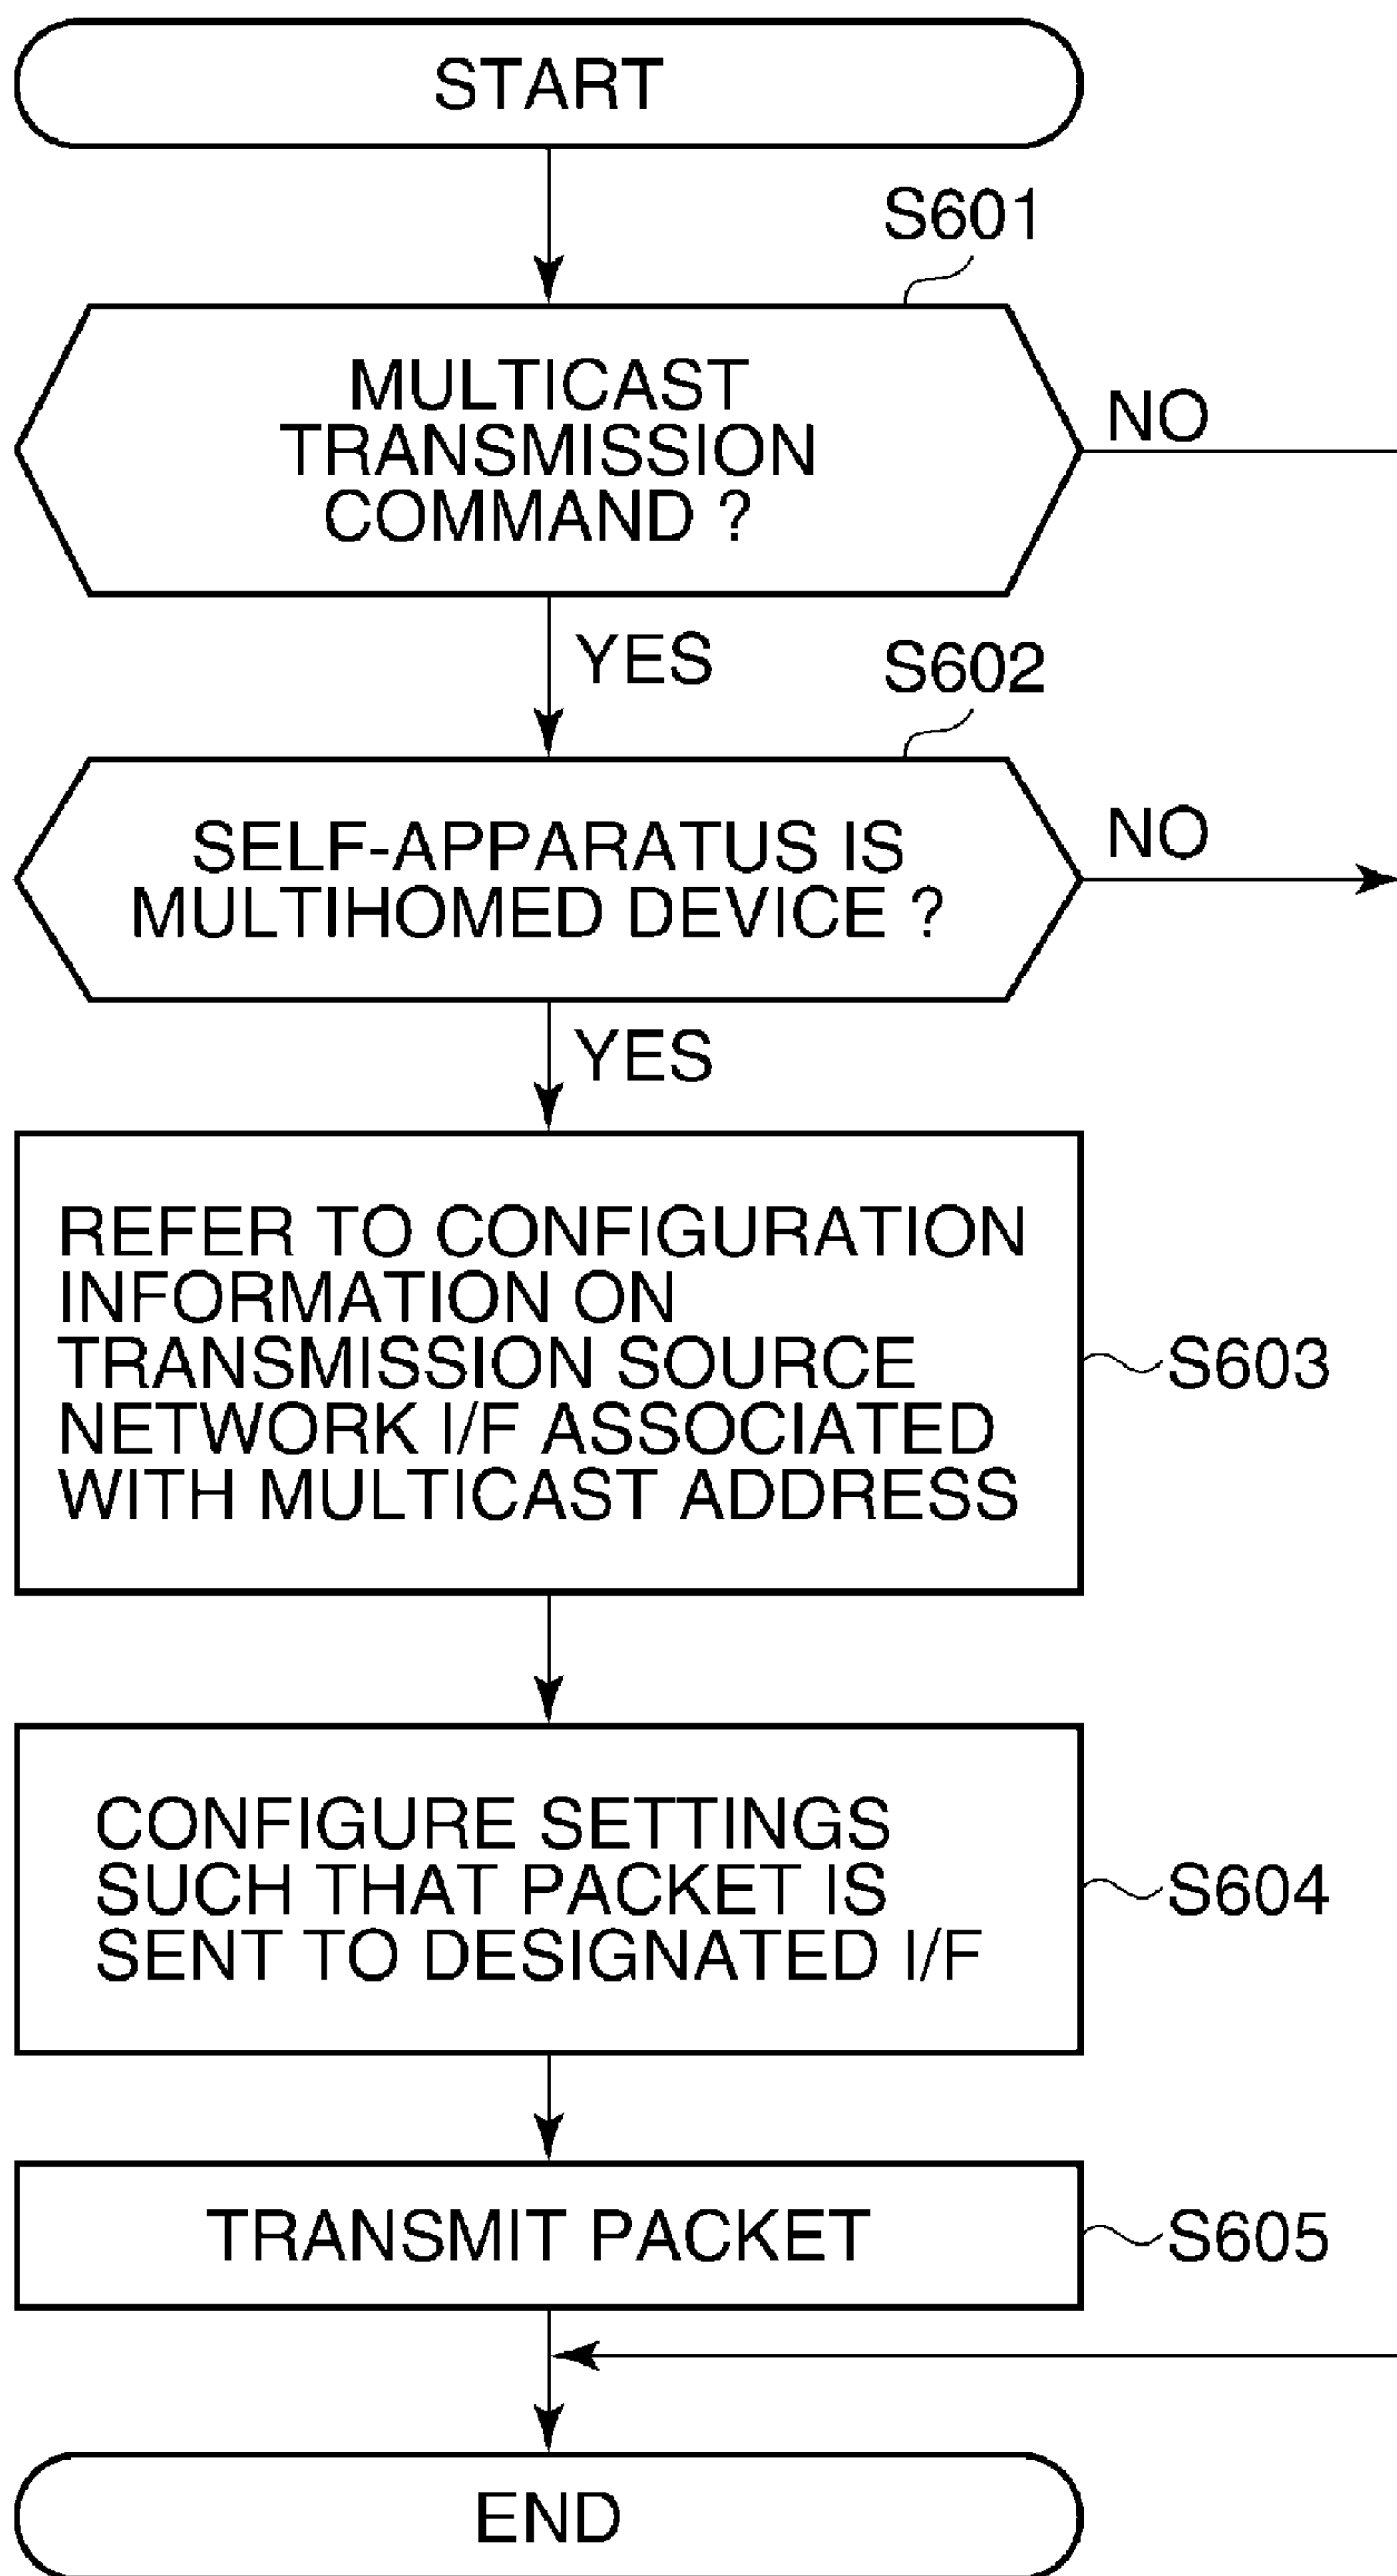 START
S601
MULTICAST
TRANSMISSION
COMMAND ?
NO
YES
S602
SELF-APPARATUS IS
MULTIHOMED DEVICE ?
NO
YES
REFER TO CONFIGURATION
INFORMATION ON
TRANSMISSION SOURCE
NETWORK I/F ASSOCIATED
WITH MULTICAST ADDRESS
S603
CONFIGURE SETTINGS
SUCH THAT PACKET IS
SENT TO DESIGNATED I/F
S604
TRANSMIT PACKET
S605
END